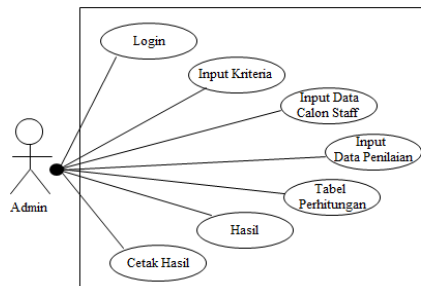 Login
Input Kriteria
Input Data
Calon Staff
Input
Data Penilaian
Tabel
Perhitungan
Admin
Hasil
Cetak Hasil